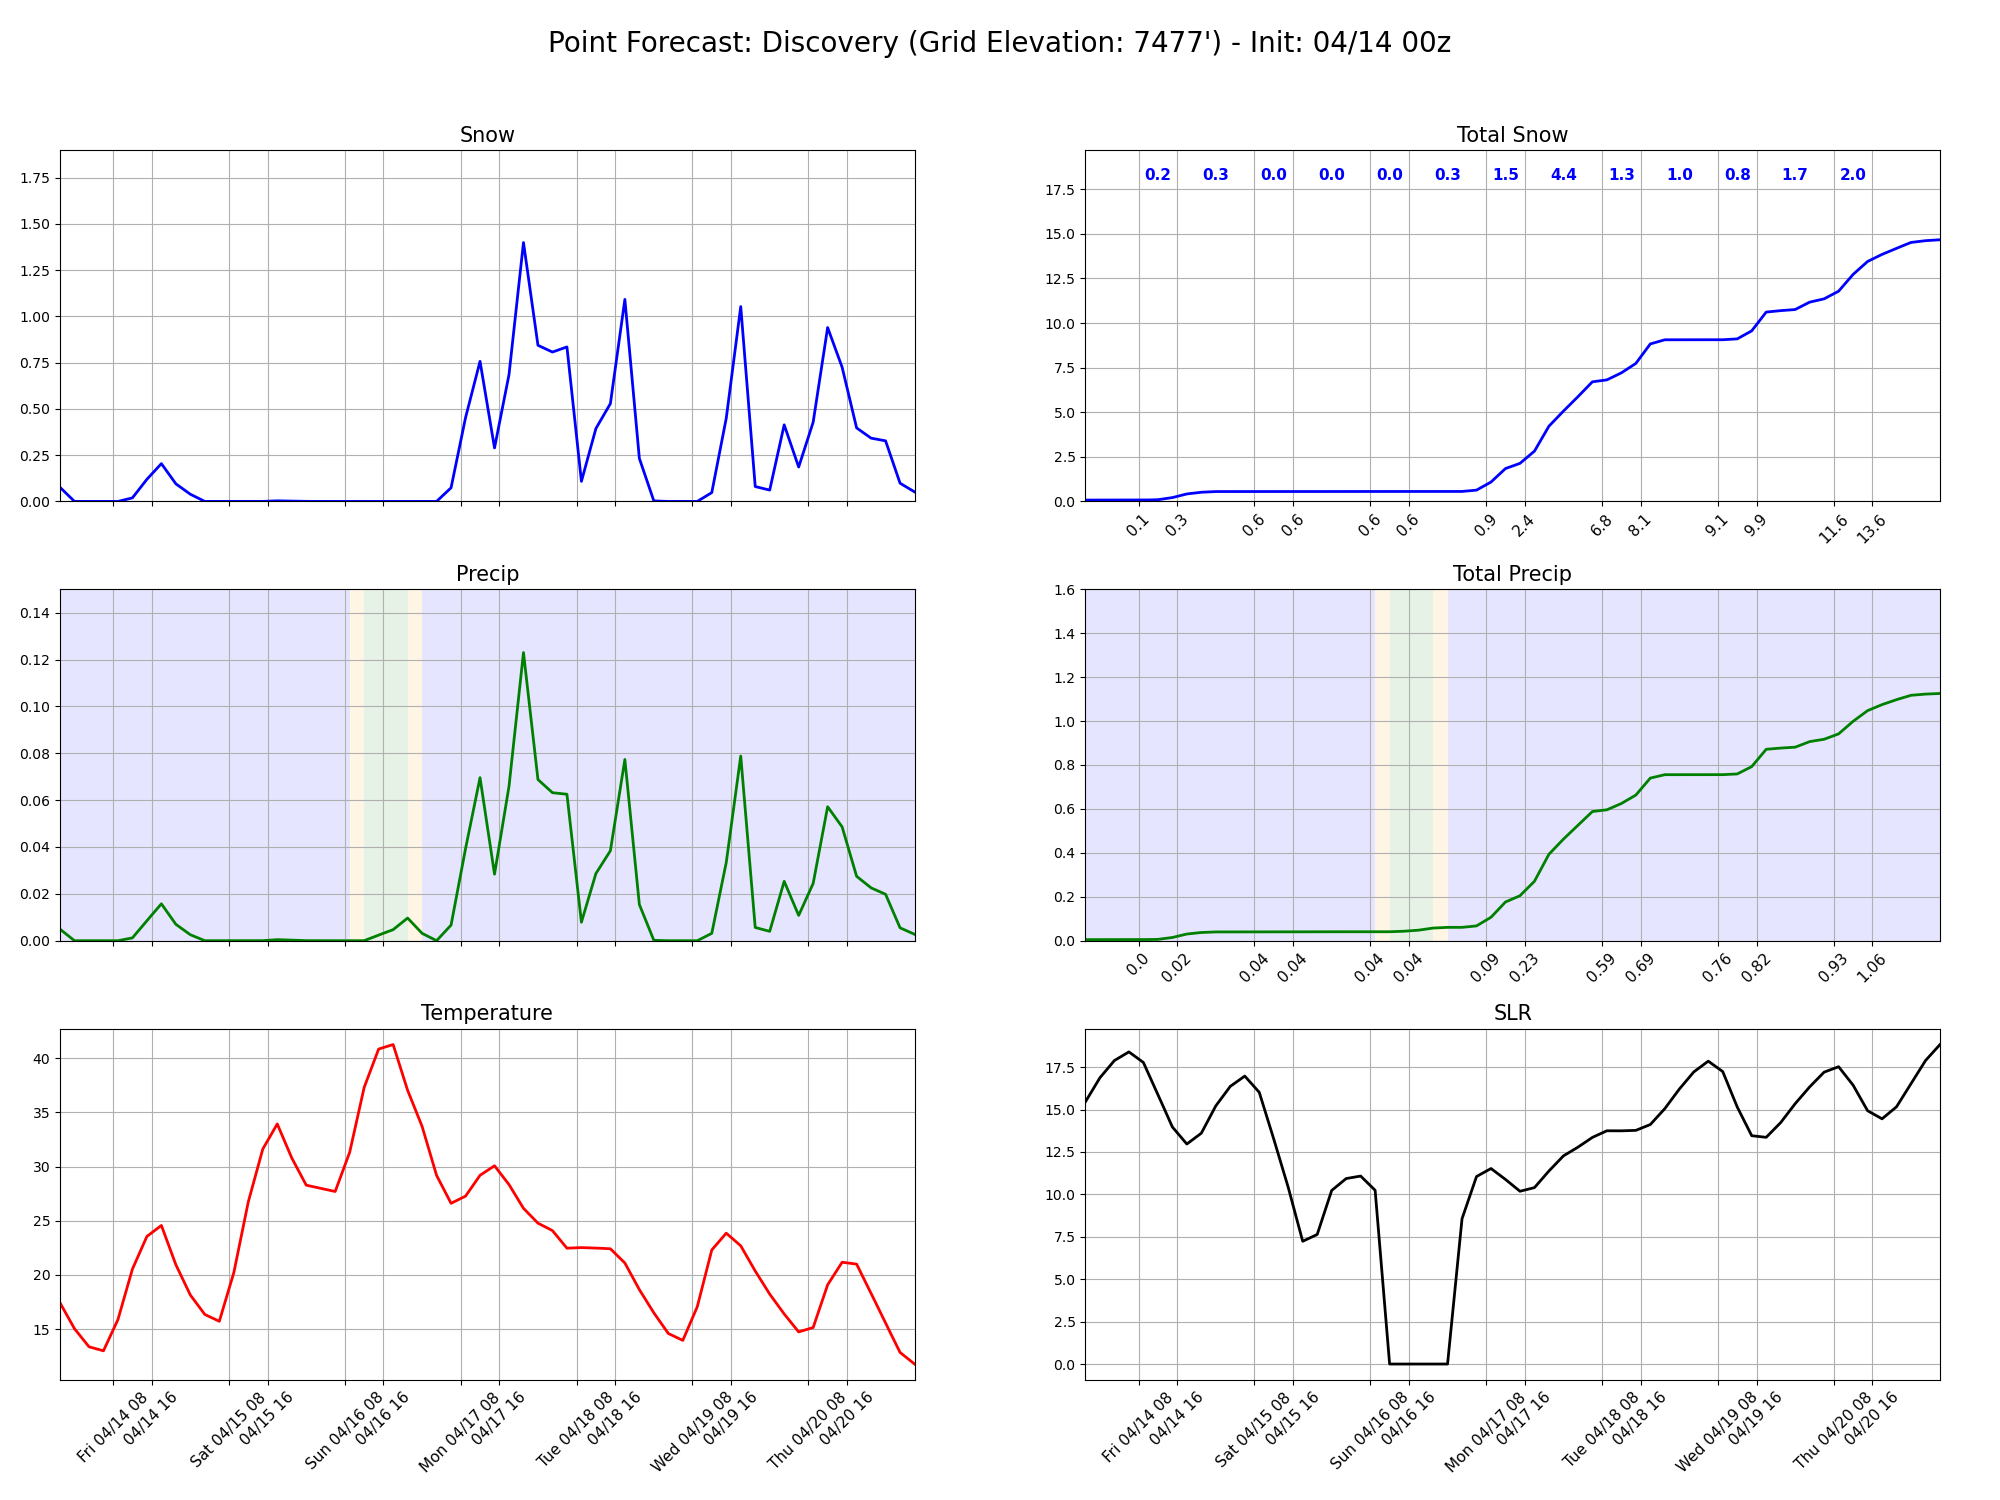 Point Forecast: Discovery (Grid Elevation: 7477') - Init: 04/14 00z
Snow
1.75
1.50
1.25
1.00
0.75
0.50
0.25
0.00
Total Snow
0.2 0.3 0.0 0.0 0.0 0.3 1.5 4.4 1.3 1.0 0.8 1.7 2.0
17.5
15.0
12.5
10.0
7.5
5.0
2.5
0.0
0.1 0.3 0.6 0.6 0.6 0.6 0.9 2.4 6.8 8.1 9.1 9.9 11.6 13.6
Precip
0.14
0.12
0.10
0.08
0.06
0.04
0.02
0.00
Total Precip
1.6
1.4
1.2
1.0
0.8
0.6
0.4
0.2
0.0
0.0 0.02 0.04 0.04 0.04 0.04 0.09 0.23 0.59 0.69 0.76 0.82 0.93 1.06
Temperature
40
35
30
25
20
15
Fri 04/14 08
04/14 16
Sat 04/15 08
04/15 16
Sun 04/16 08
04/16 16
Mon 04/17 08
04/17 16
Tue 04/18 08
04/18 16
Wed 04/19 08
04/19 16
Thu 04/20 08
04/20 16
SLR
17.5
15.0
12.5
10.0
7.5
5.0
2.5
0.0
Fri 04/14 08
04/14 16
Sat 04/15 08
04/15 16
Sun 04/16 08
04/16 16
Mon 04/17 08
04/17 16
Tue 04/18 08
04/18 16
Wed 04/19 08
04/19 16
Thu 04/20 08
04/20 16